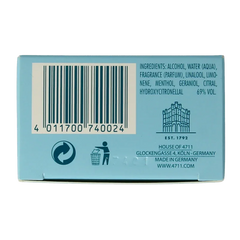 INGREDIENTS: ALCOHOL, WATER (AQUA),
FRAGRANCE (PARFUM), LINALOOL, LIMO-
NENE, MENTHOL, GERANIOL, CITRAL,
HYDROXYCITRONELLAL 69% VOL.
4 011700 740024
EST. 1792
HOUSE OF 4711
GLOCKENGASSE 4, KÖLN - GERMANY
MADE IN GERMANY
WWW.4711.COM